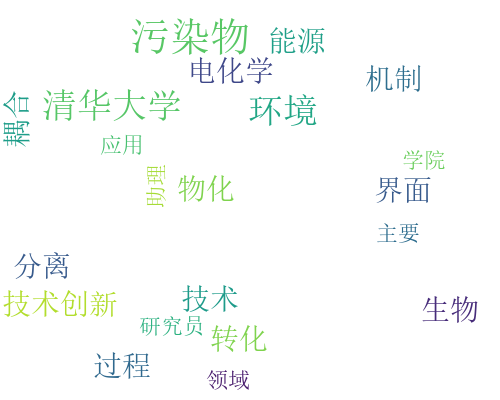 污染物
能源
电化学
机制
清华大学
环境
耦合
应用
学院
助理
物化
界面
主要
分离
技术
技术创新
生物
研究员
转化
过程
领域